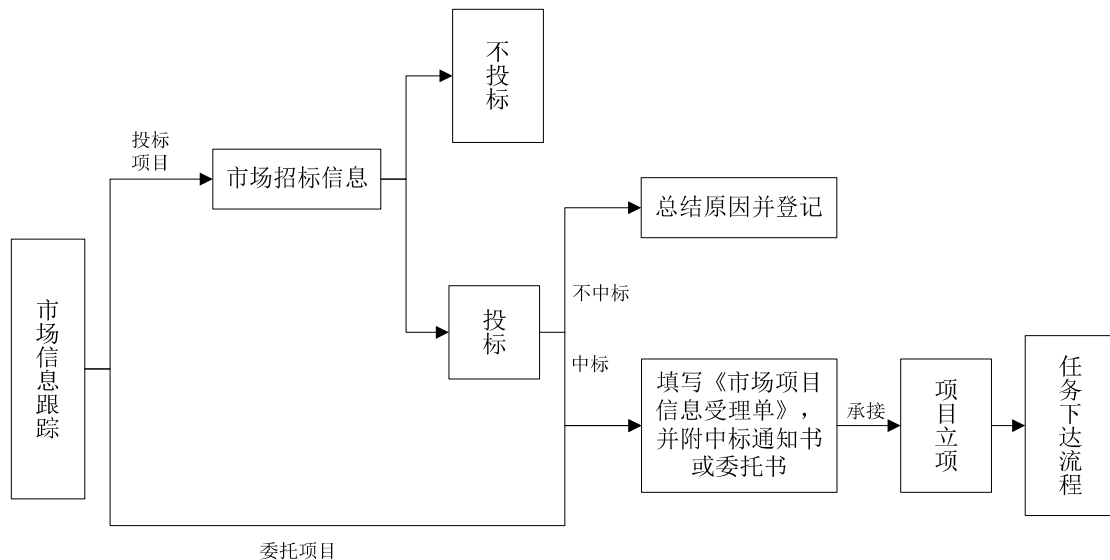 不投标
投标
项目
市场招标信息
总结原因并登记
市场信息跟踪
不中标
投标
中标
填写《市场项目
信息受理单》，
并附中标通知书
或委托书
承接
项目立项
任务下达流程
委托项目